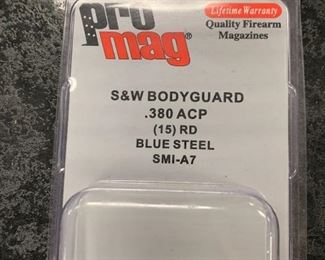 pro
mag®
Lifetime Warranty
Quality Firearm
Magazines
S&W BODYGUARD
.380 ACP
(15) RD
BLUE STEEL
SMI-A7